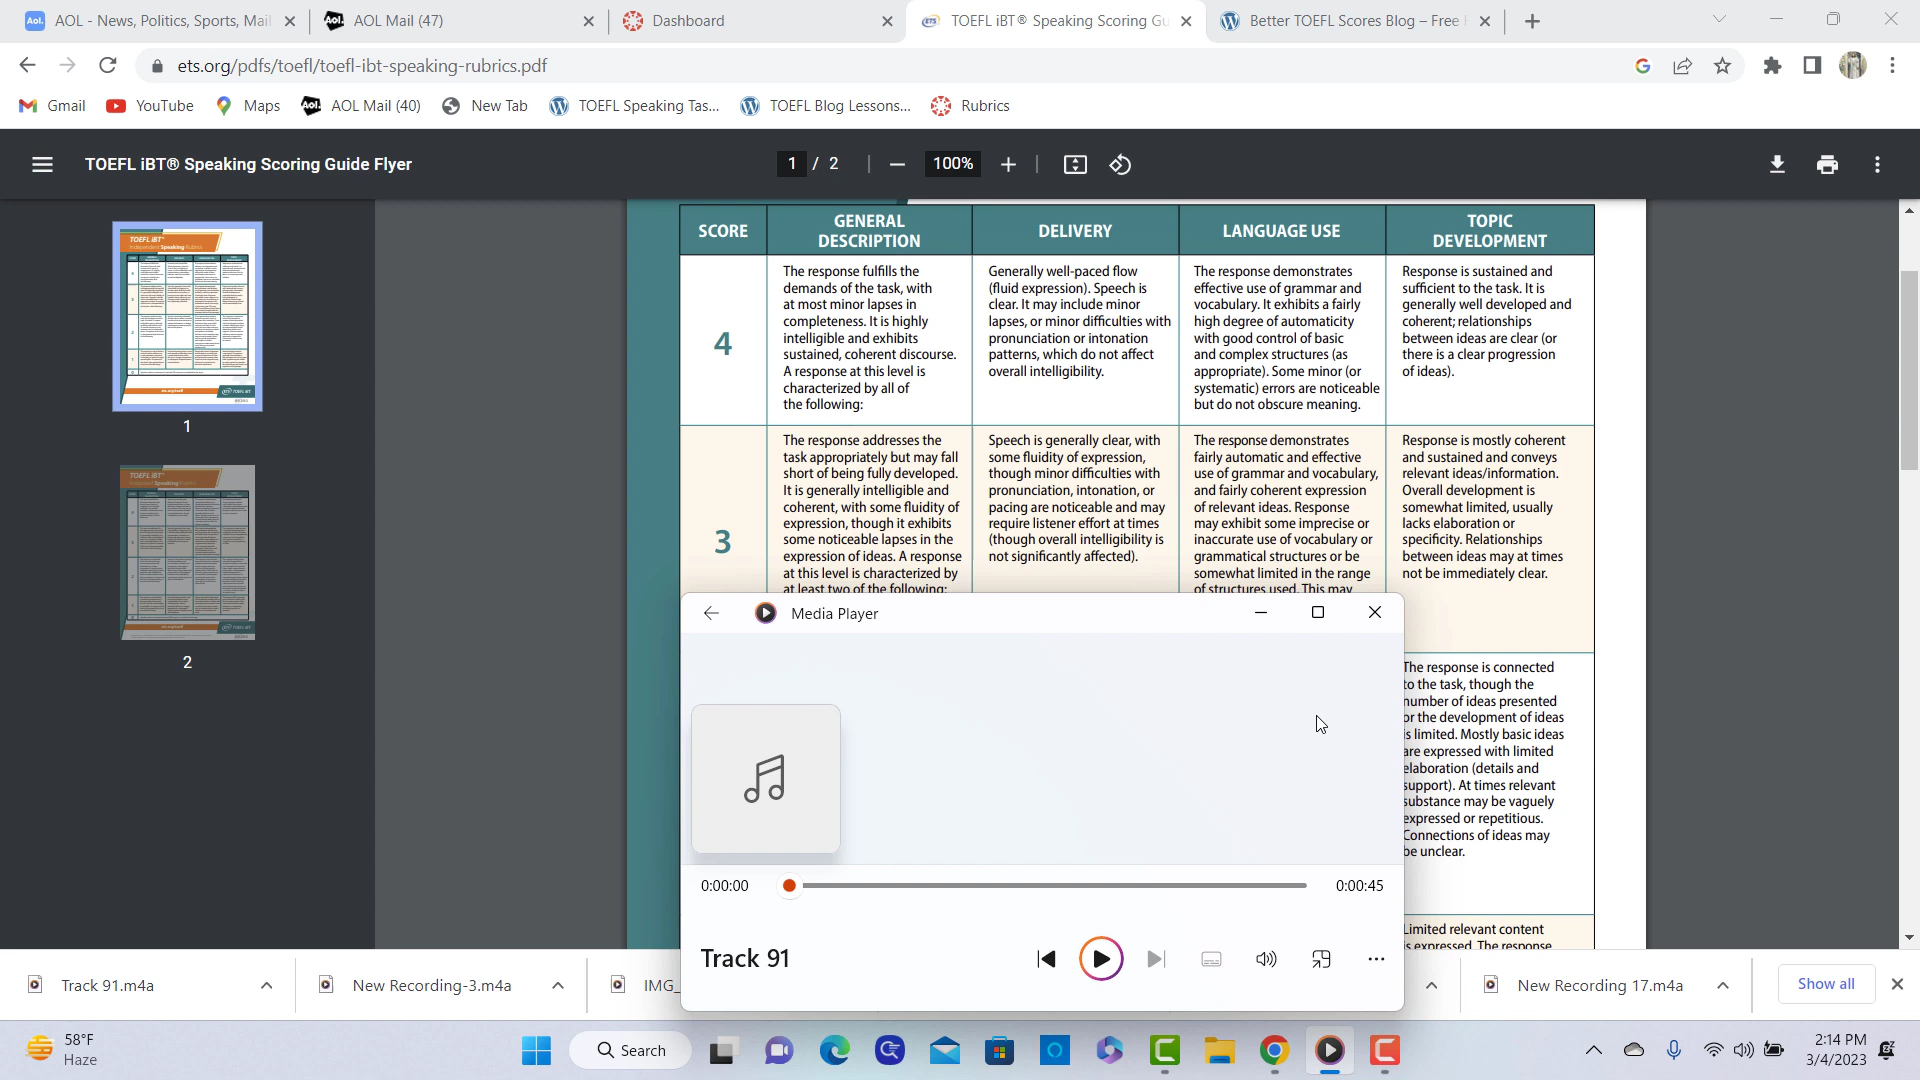 AOL - News, Politics, Sports, Mail
AOL Mail (47)
Dashboard
TOEFL iBT® Speaking Scoring Gu
Better TOEFL Scores Blog – Free
ets.org/pdfs/toefl/toefl-ibt-speaking-rubrics.pdf
Gmail
YouTube
Maps
AOL Mail (40)
New Tab
TOEFL Speaking Tas...
TOEFL Blog Lessons...
Rubrics
TOEFL iBT® Speaking Scoring Guide Flyer
1 / 2
100%
SCORE
GENERAL
DESCRIPTION
DELIVERY
LANGUAGE USE
TOPIC
DEVELOPMENT
4
The response fulfills the
demands of the task, with
at most minor lapses in
completeness. It is highly
intelligible and exhibits
sustained, coherent discourse.
A response at this level is
characterized by all of
the following:
Generally well-paced flow
(fluid expression). Speech is
clear. It may include minor
lapses, or minor difficulties with
pronunciation or intonation
patterns, which do not affect
overall intelligibility.
The response demonstrates
effective use of grammar and
vocabulary. It exhibits a fairly
high degree of automaticity
with good control of basic
and complex structures (as
appropriate). Some minor (or
systematic) errors are noticeable
but do not obscure meaning.
Response is sustained and
sufficient to the task. It is
generally well developed and
coherent; relationships
between ideas are clear (or
there is a clear progression
of ideas).
3
The response addresses the
task appropriately but may fall
short of being fully developed.
It is generally intelligible and
coherent, with some fluidity of
expression, though it exhibits
some noticeable lapses in the
expression of ideas. A response
at this level is characterized by
at least two of the following:
Speech is generally clear, with
some fluidity of expression,
though minor difficulties with
pronunciation, intonation, or
pacing are noticeable and may
require listener effort at times
(though overall intelligibility is
not significantly affected).
The response demonstrates
fairly automatic and effective
use of grammar and vocabulary,
and fairly coherent expression
of relevant ideas. Response
may exhibit some imprecise or
inaccurate use of vocabulary or
grammatical structures or be
somewhat limited in the range
of structures used. This may
Response is mostly coherent
and sustained and conveys
relevant ideas/information.
Overall development is
somewhat limited, usually
lacks elaboration or
specificity. Relationships
between ideas may at times
not be immediately clear.
The response is connected
to the task, though the
number of ideas presented
or the development of ideas
is limited. Mostly basic ideas
are expressed with limited
elaboration (details and
support). At times relevant
substance may be vaguely
expressed or repetitious.
Connections of ideas may
be unclear.
Limited relevant content
is expressed. The response
TOEFL iBT
1
2
Media Player
0:00:00
0:00:45
Track 91
Track 91.m4a
New Recording-3.m4a
IMG_
New Recording 17.m4a
Show all
58°F
Haze
Search
2:14 PM
3/4/2023